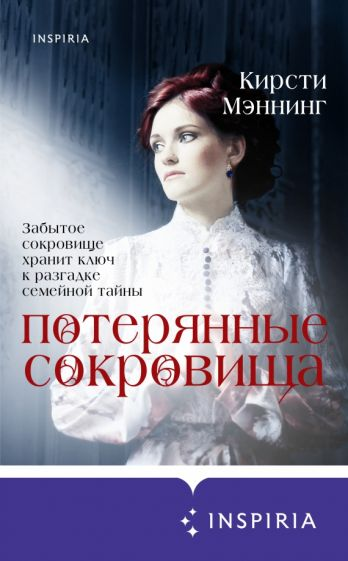 INSPIRIA
Кирсти
Мэннинг
Забытое
сокровище
хранит ключ
к разгадке
семейной тайны
потерянные
сокровища
INSPIRIA